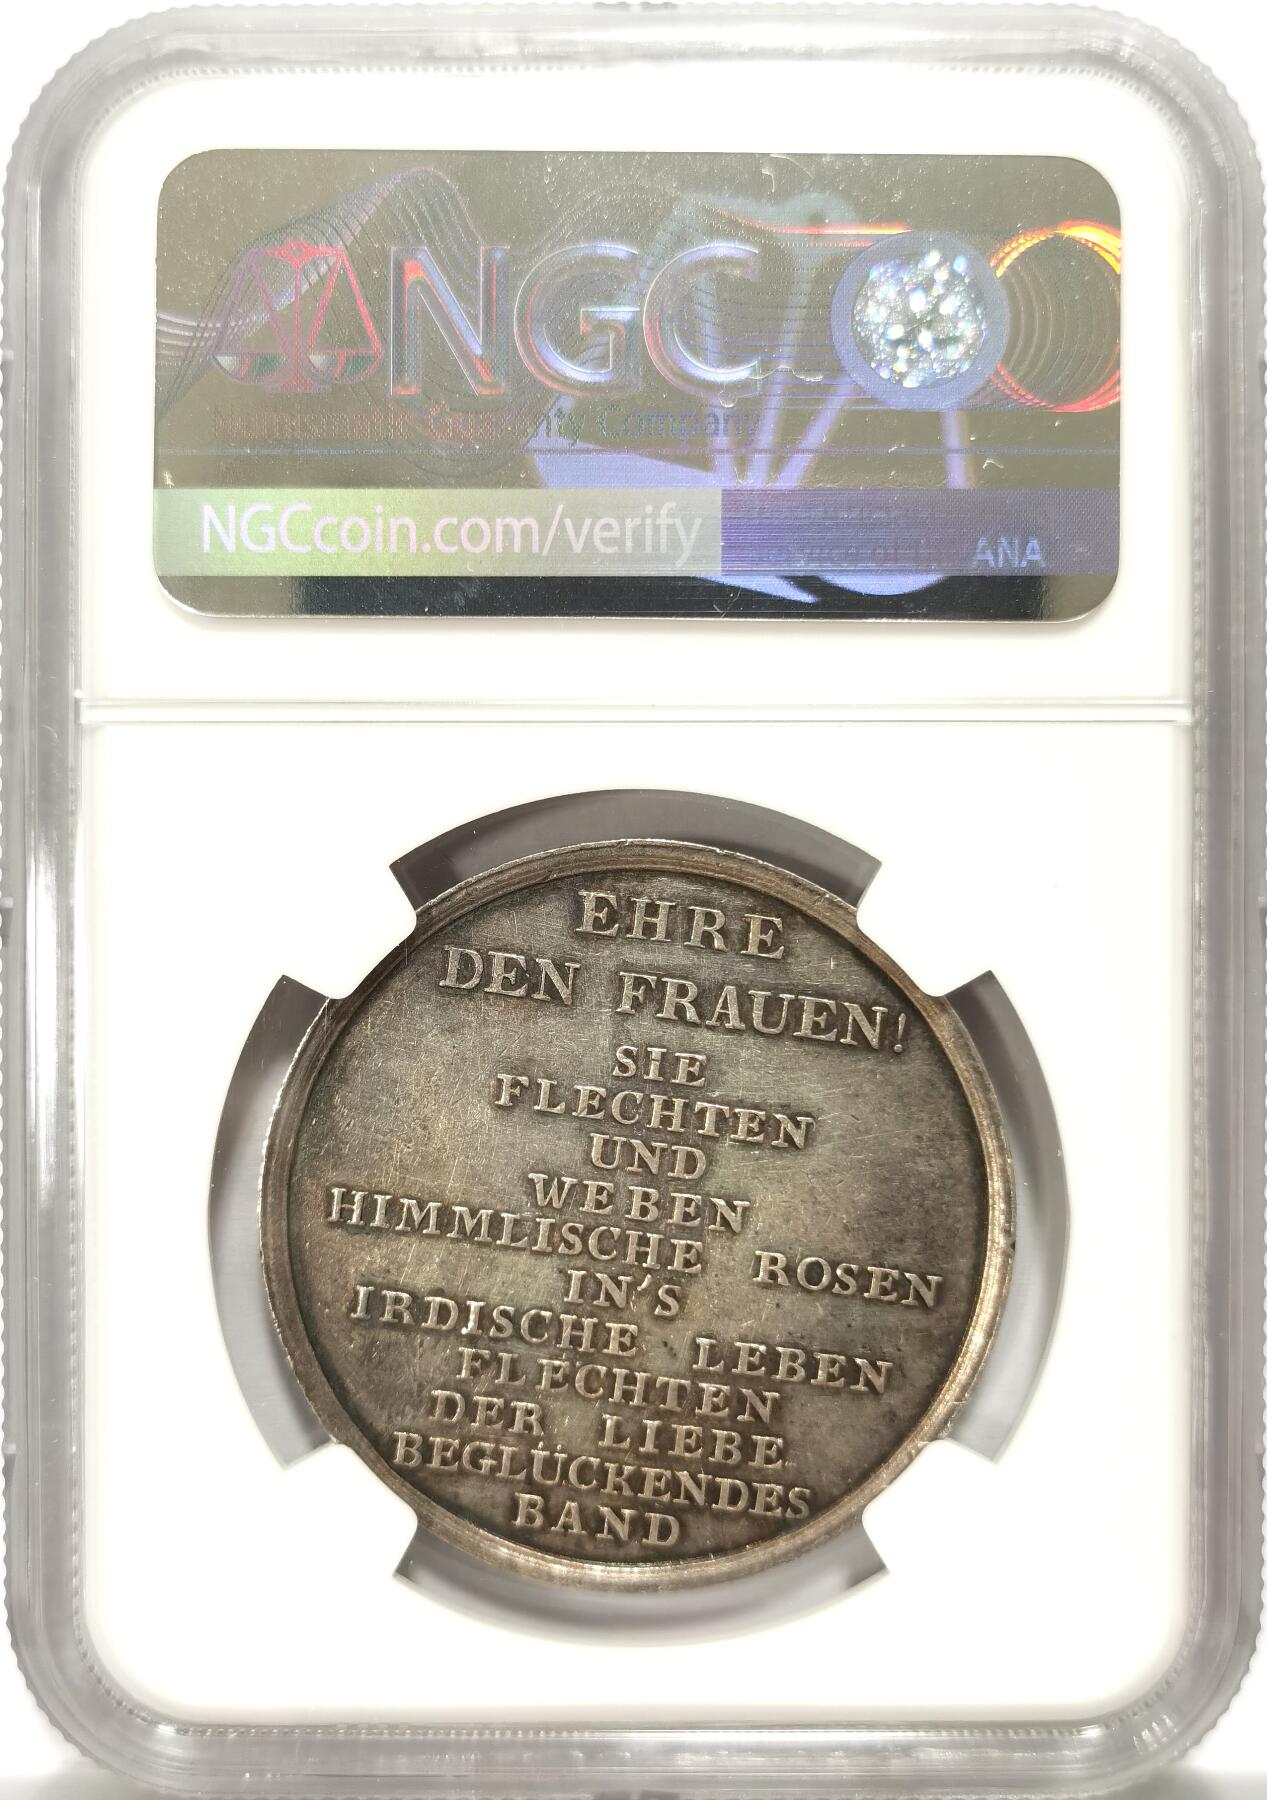 NGC
Numismatic Guaranty Company
NGCcoin.com/verify
ANA
EHRE
DEN FRAUEN!
SIE
FLECHTEN
UND
WEBEN
HIMMLISCHE ROSEN
IN'S
IRDISCHE LEBEN
FLECHTEN
DER LIEBE
BEGLÜCKENDES
BAND